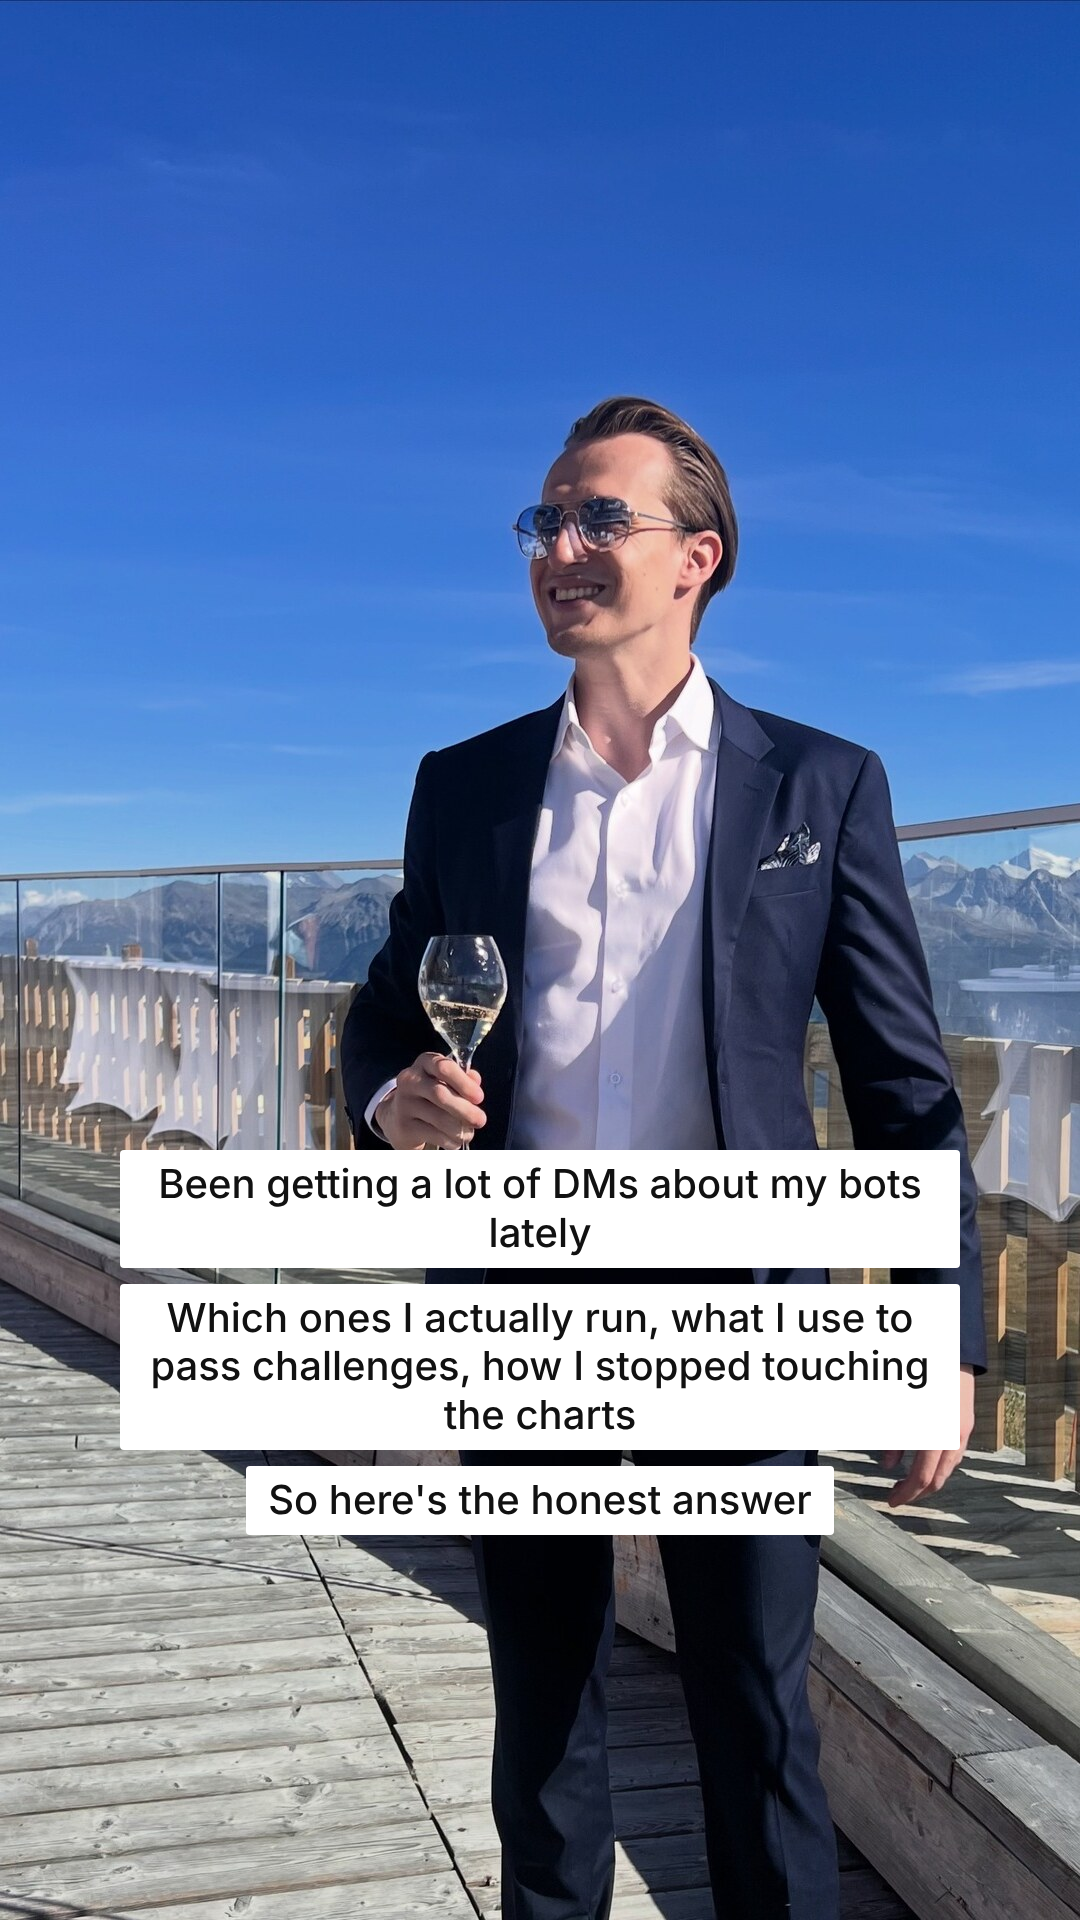 Been getting a lot of DMs about my bots
lately
Which ones I actually run, what I use to
pass challenges, how I stopped touching
the charts
So here's the honest answer